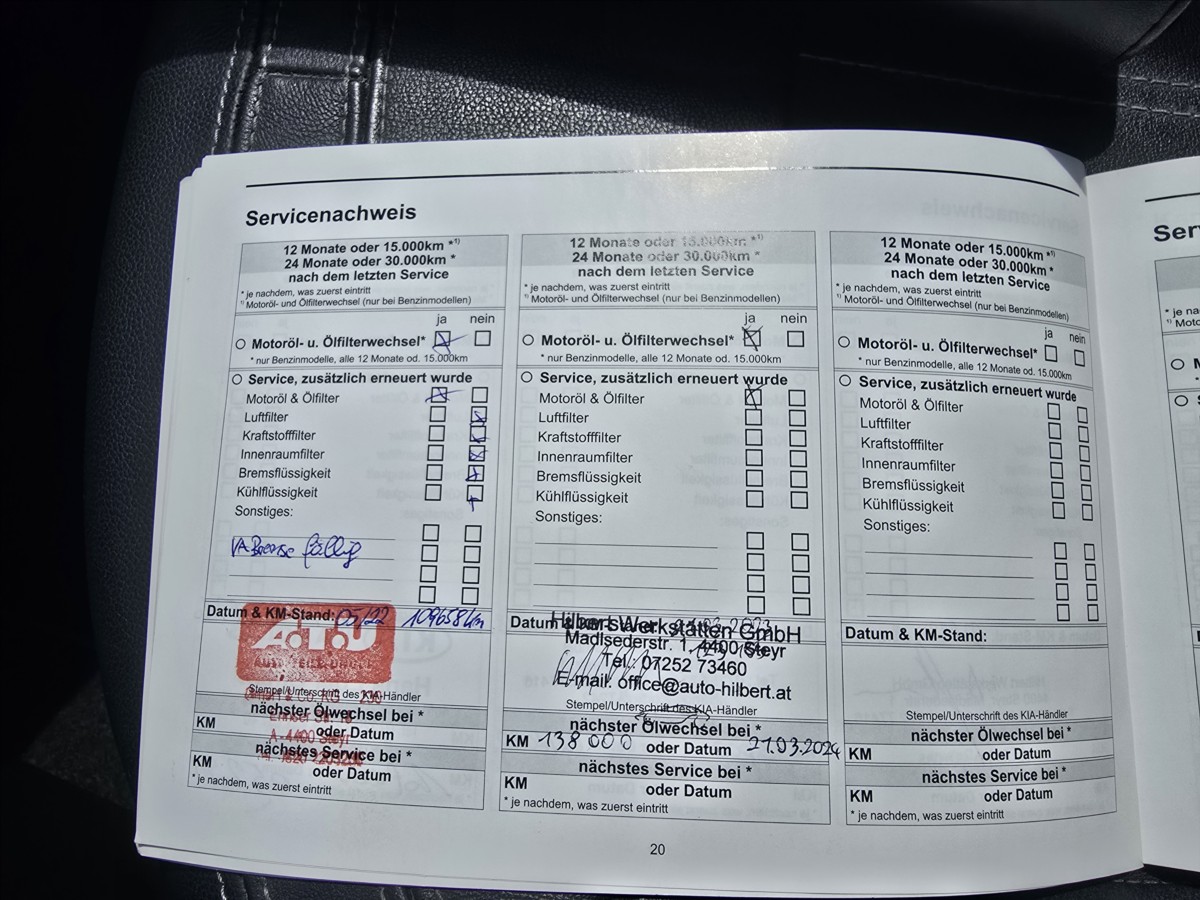 Servicenachweis
12 Monate oder 15.000km *¹⁾
24 Monate oder 30.000km *
nach dem letzten Service
* je nachdem, was zuerst eintritt
¹⁾ Motoröl- und Ölfilterwechsel (nur bei Benzinmodellen)
ja nein
Motoröl- u. Ölfilterwechsel*
* nur Benzinmodelle, alle 12 Monate od. 15.000km
Service, zusätzlich erneuert wurde
Motoröl & Ölfilter
Luftfilter
Kraftstofffilter
Innenraumfilter
Bremsflüssigkeit
Kühlflüssigkeit
Sonstiges:
VA Bremse fällig
Datum & KM-Stand: 05/22 109658km
A.T.U
Stempel/Unterschrift des KIA-Händler
nächster Ölwechsel bei *
KM oder Datum
A - 4400 Steyr
nächstes Service bei *
KM oder Datum
* je nachdem, was zuerst eintritt
12 Monate oder 15.000km *¹⁾
24 Monate oder 30.000km *
nach dem letzten Service
* je nachdem, was zuerst eintritt
¹⁾ Motoröl- und Ölfilterwechsel (nur bei Benzinmodellen)
ja nein
Motoröl- u. Ölfilterwechsel*
* nur Benzinmodelle, alle 12 Monate od. 15.000km
Service, zusätzlich erneuert wurde
Motoröl & Ölfilter
Luftfilter
Kraftstofffilter
Innenraumfilter
Bremsflüssigkeit
Kühlflüssigkeit
Sonstiges:
Datum
Hilbert Werkstätten GmbH
Madlsederstr. 1, 4400 Steyr
Tel.: 07252 73460
E-mail: office@auto-hilbert.at
Stempel/Unterschrift des KIA-Händler
nächster Ölwechsel bei *
KM 138000 oder Datum 21.03.2024
nächstes Service bei *
KM oder Datum
* je nachdem, was zuerst eintritt
12 Monate oder 15.000km *¹⁾
24 Monate oder 30.000km *
nach dem letzten Service
* je nachdem, was zuerst eintritt
¹⁾ Motoröl- und Ölfilterwechsel (nur bei Benzinmodellen)
ja nein
Motoröl- u. Ölfilterwechsel*
* nur Benzinmodelle, alle 12 Monate od. 15.000km
Service, zusätzlich erneuert wurde
Motoröl & Ölfilter
Luftfilter
Kraftstofffilter
Innenraumfilter
Bremsflüssigkeit
Kühlflüssigkeit
Sonstiges:
Datum & KM-Stand:
Stempel/Unterschrift des KIA-Händler
nächster Ölwechsel bei *
KM oder Datum
nächstes Service bei *
KM oder Datum
* je nachdem, was zuerst eintritt
20